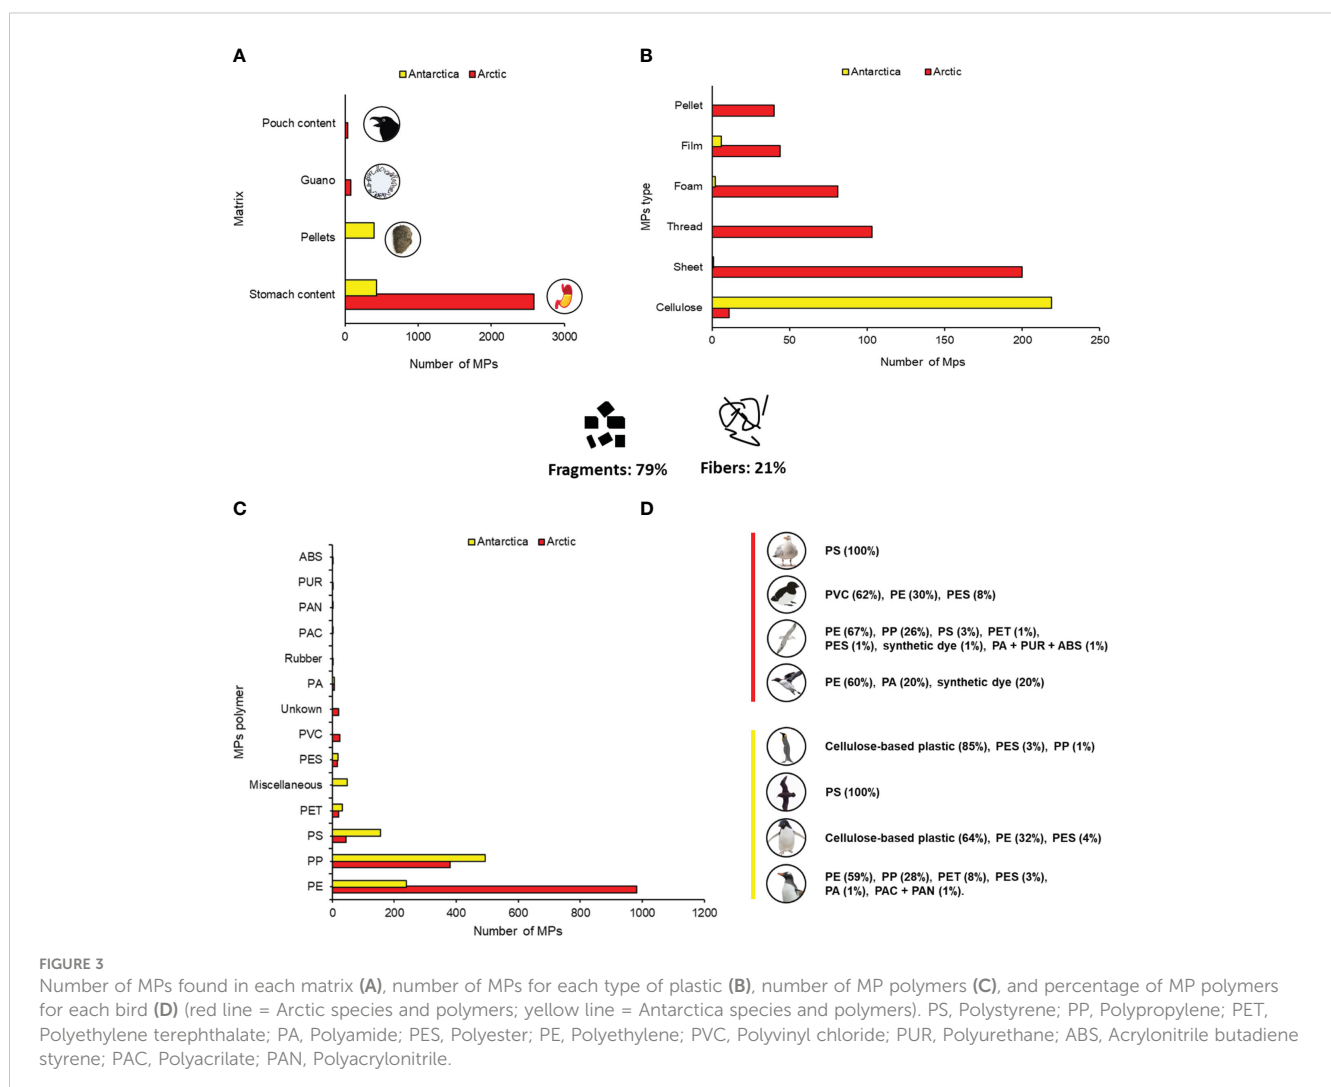 A
Antarctica Arctic
Pouch content
Guano
Pellets
Stomach content
Matrix
0 1000 2000 3000
Number of MPs
B
Antarctica Arctic
Pellet
Film
Foam
Thread
Sheet
Cellulose
MPs type
0 50 100 150 200 250
Number of Mps
Fragments: 79% Fibers: 21%
C
Antarctica Arctic
ABS
PUR
PAN
PAC
Rubber
PA
Unkown
PVC
PES
Miscellaneous
PET
PS
PP
PE
MPs polymer
0 200 400 600 800 1000 1200
Number of MPs
D
PS (100%)
PVC (62%), PE (30%), PES (8%)
PE (67%), PP (26%), PS (3%), PET (1%),
PES (1%), synthetic dye (1%), PA + PUR + ABS (1%)
PE (60%), PA (20%), synthetic dye (20%)
Cellulose-based plastic (85%), PES (3%), PP (1%)
PS (100%)
Cellulose-based plastic (64%), PE (32%), PES (4%)
PE (59%), PP (28%), PET (8%), PES (3%),
PA (1%), PAC + PAN (1%).
FIGURE 3
Number of MPs found in each matrix (A), number of MPs for each type of plastic (B), number of MP polymers (C), and percentage of MP polymers
for each bird (D) (red line = Arctic species and polymers; yellow line = Antarctica species and polymers). PS, Polystyrene; PP, Polypropylene; PET,
Polyethylene terephthalate; PA, Polyamide; PES, Polyester; PE, Polyethylene; PVC, Polyvinyl chloride; PUR, Polyurethane; ABS, Acrylonitrile butadiene
styrene; PAC, Polyacrilate; PAN, Polyacrylonitrile.